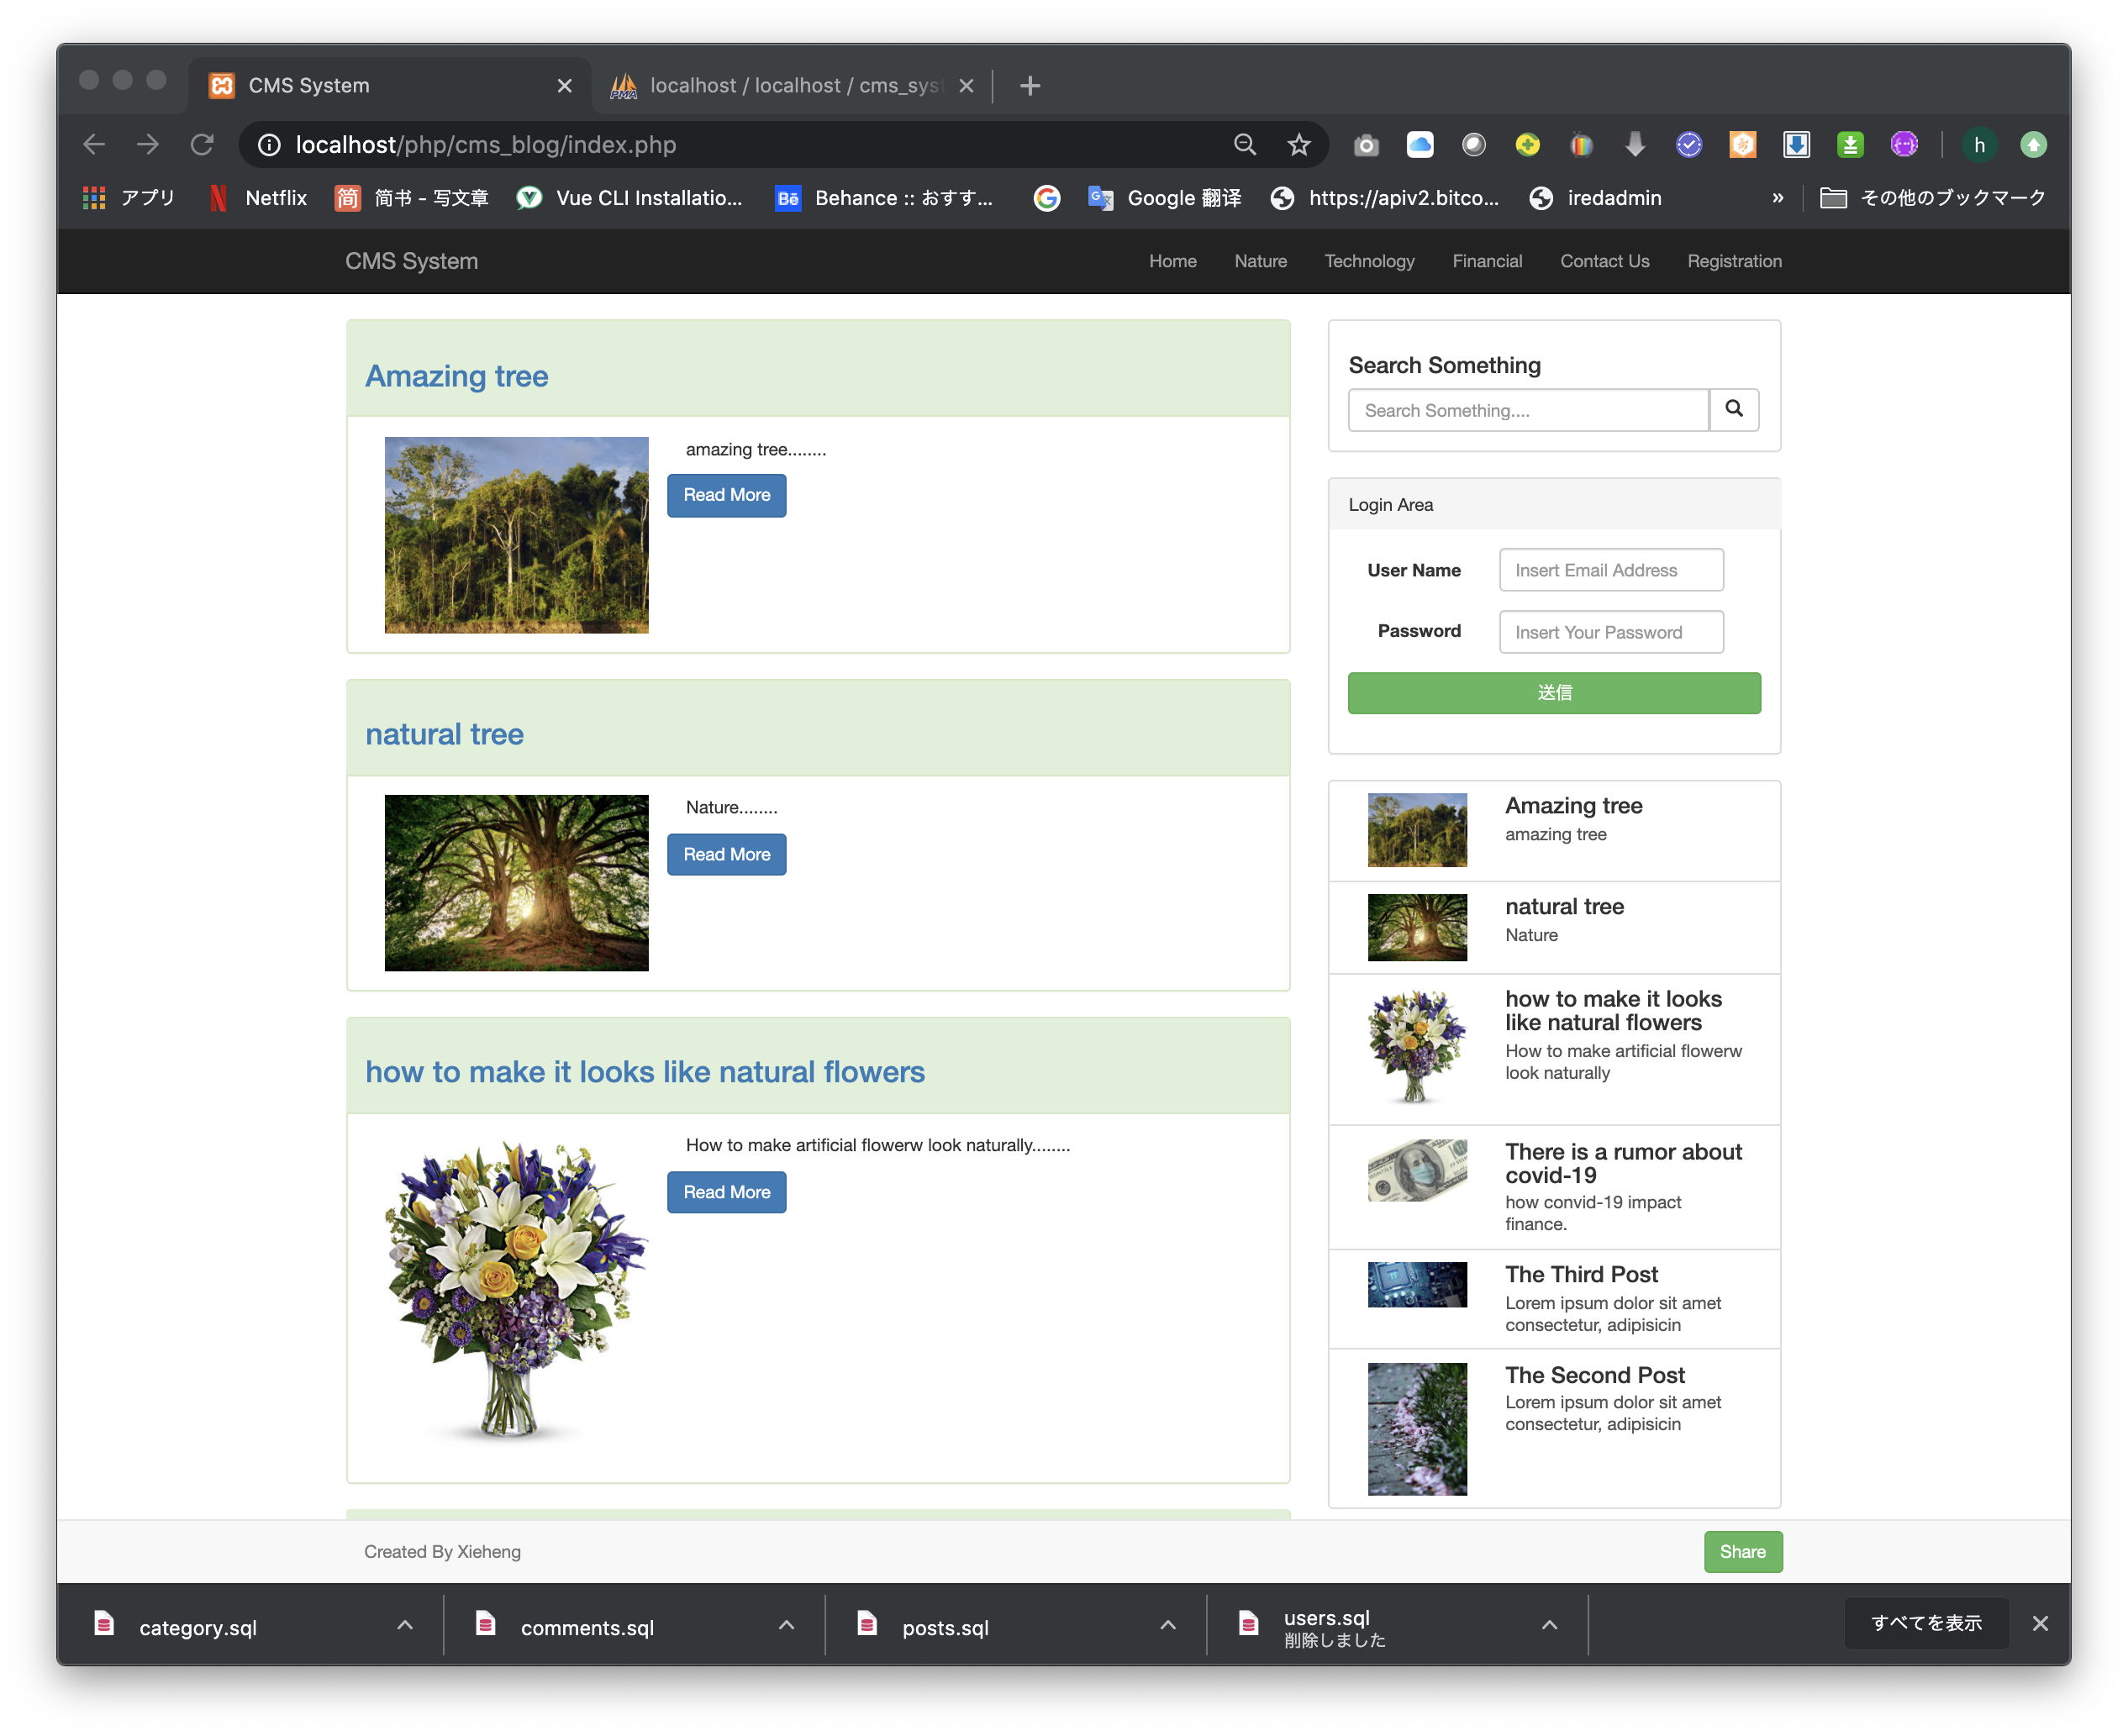 CMS System
localhost / localhost / cms_syst
localhost/php/cms_blog/index.php
h
アプリ
Netflix
简 简书 - 写文章
Vue CLI Installatio...
Bē Behance :: おすす...
Google 翻译
https://apiv2.bitco...
iredadmin
»
その他のブックマーク
CMS System
Home
Nature
Technology
Financial
Contact Us
Registration
Amazing tree
amazing tree........
Read More
natural tree
Nature........
Read More
how to make it looks like natural flowers
How to make artificial flowerw look naturally........
Read More
Search Something
Search Something....
Login Area
User Name
Insert Email Address
Password
Insert Your Password
送信
Amazing tree
amazing tree
natural tree
Nature
how to make it looks
like natural flowers
How to make artificial flowerw
look naturally
There is a rumor about
covid-19
how convid-19 impact
finance.
The Third Post
Lorem ipsum dolor sit amet
consectetur, adipisicin
The Second Post
Lorem ipsum dolor sit amet
consectetur, adipisicin
Created By Xieheng
Share
category.sql
comments.sql
posts.sql
users.sql
削除しました
すべてを表示